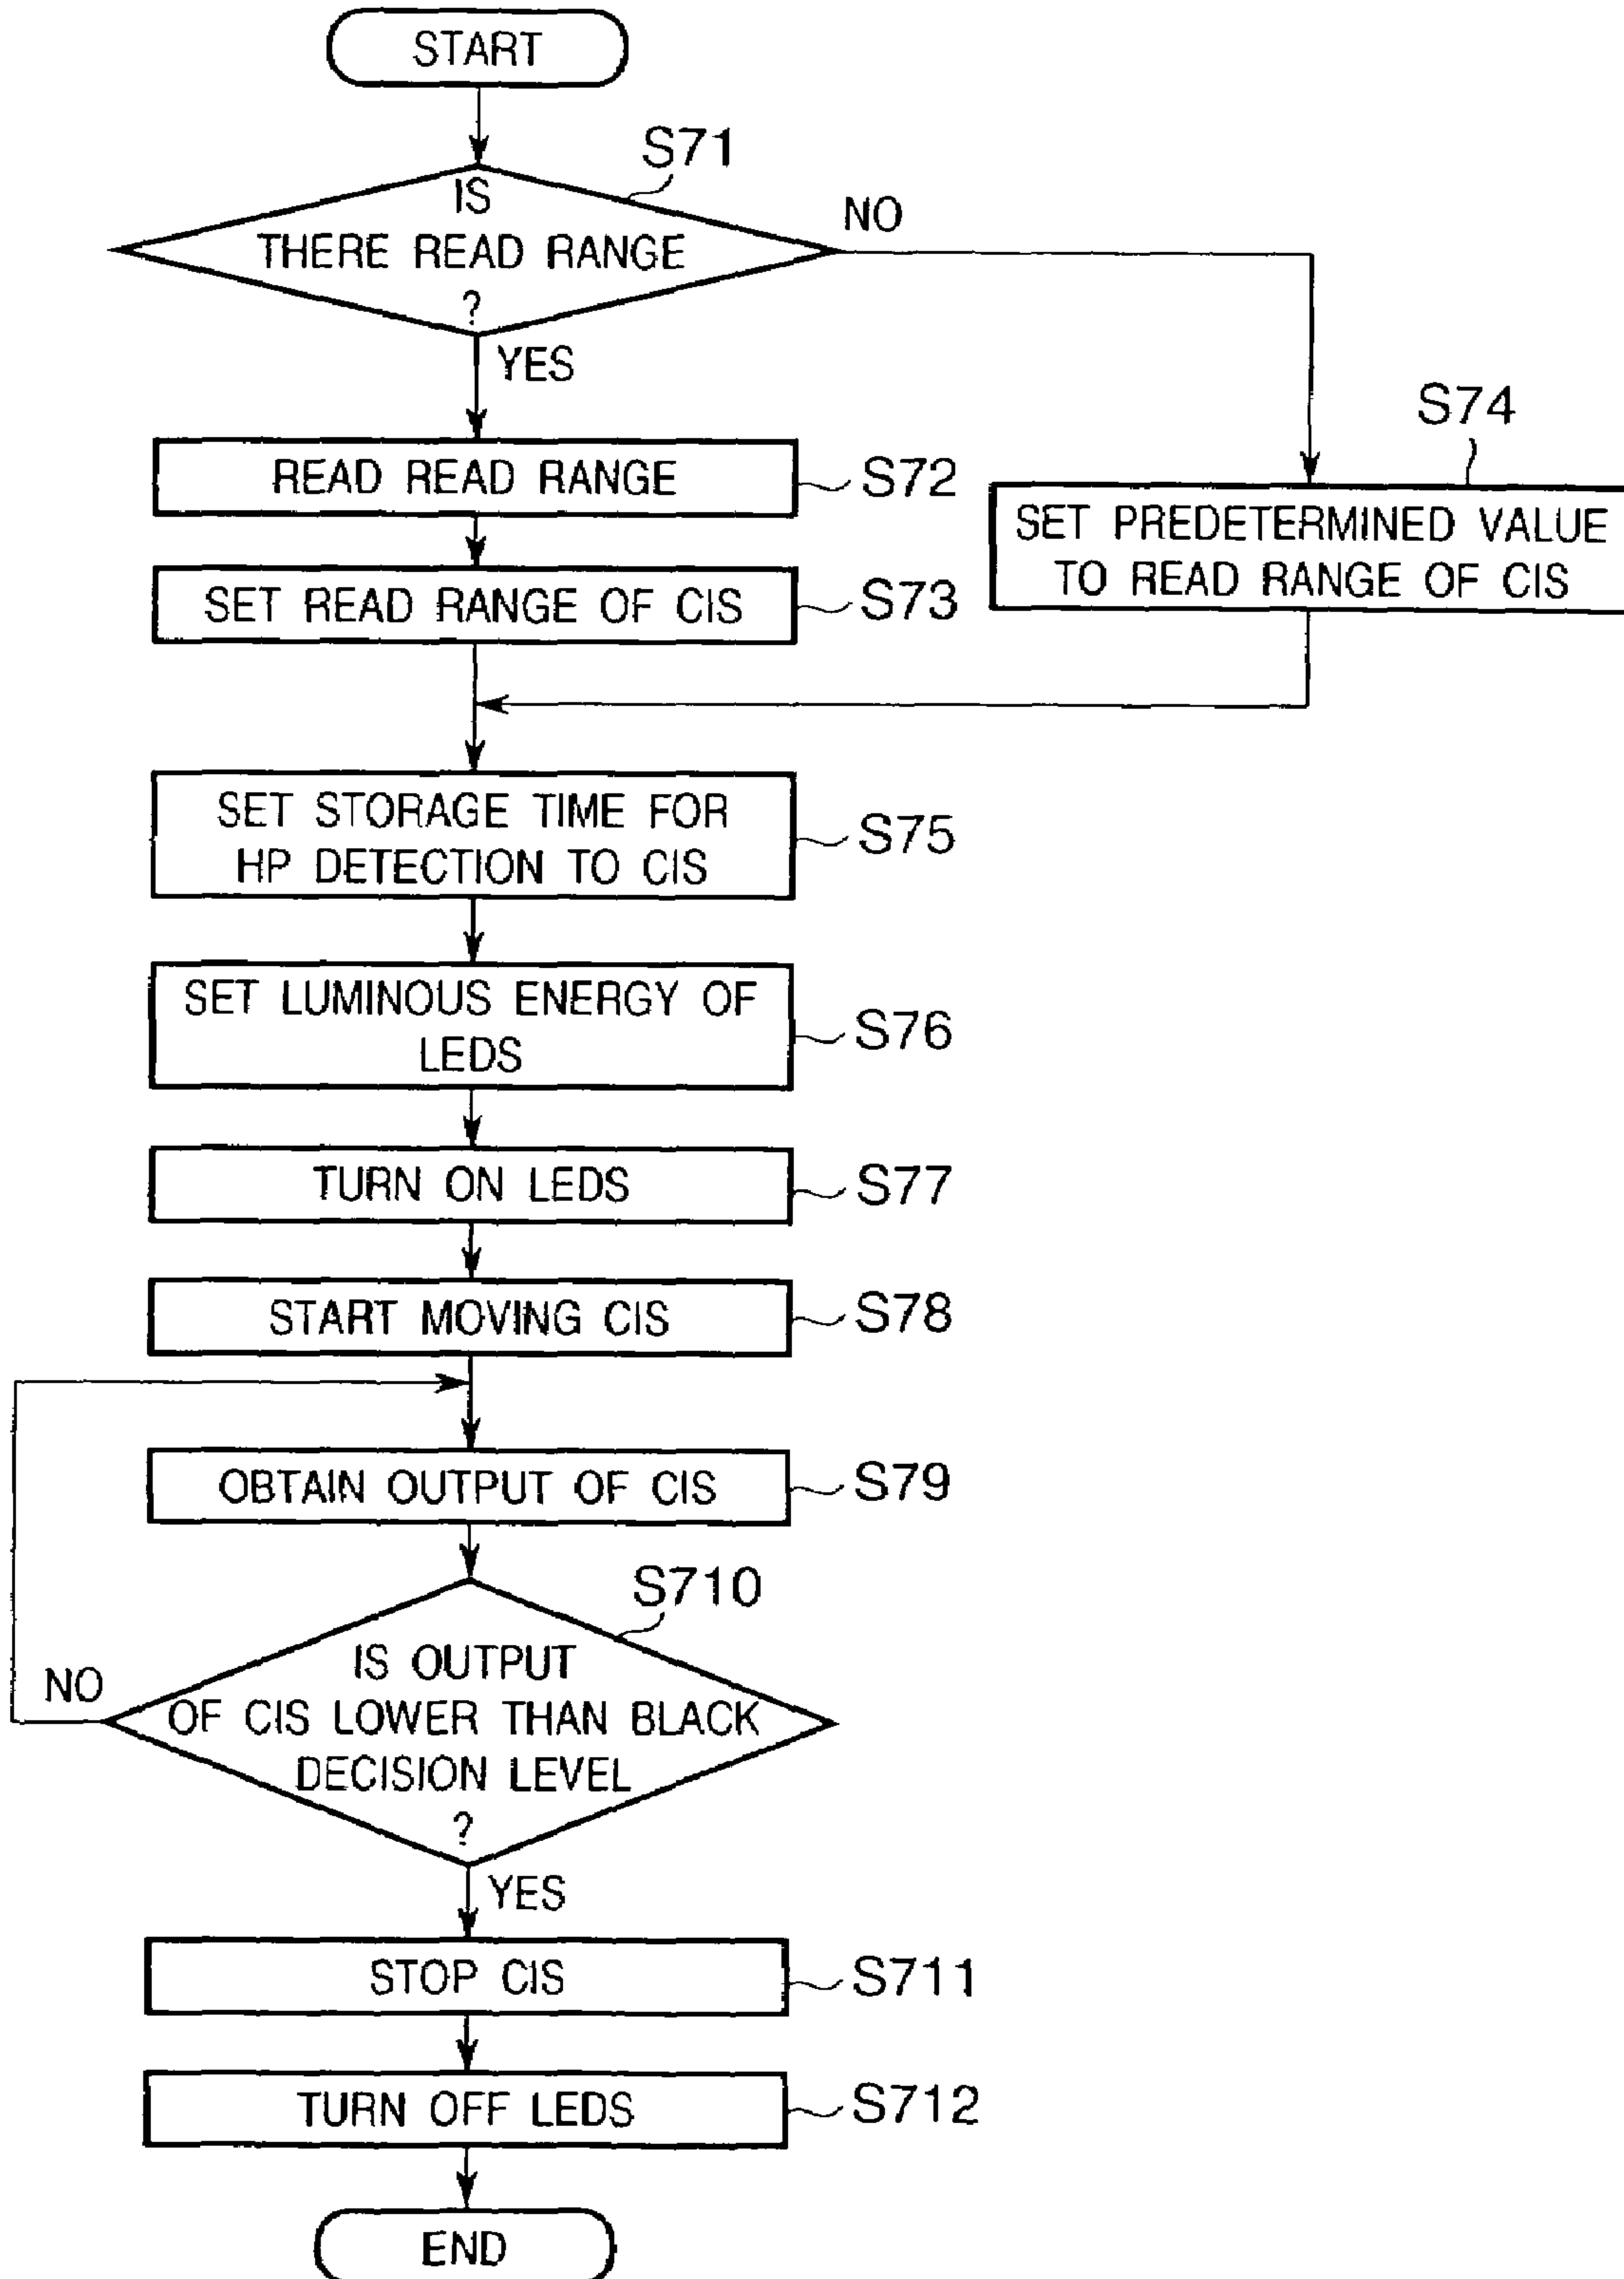 START
S71
IS
THERE READ RANGE
?
NO
YES
S74
READ READ RANGE
S72
SET PREDETERMINED VALUE
TO READ RANGE OF CIS
SET READ RANGE OF CIS
S73
SET STORAGE TIME FOR
HP DETECTION TO CIS
S75
SET LUMINOUS ENERGY OF
LEDS
S76
TURN ON LEDS
S77
START MOVING CIS
S78
OBTAIN OUTPUT OF CIS
S79
S710
IS OUTPUT
OF CIS LOWER THAN BLACK
DECISION LEVEL
?
NO
YES
STOP CIS
S711
TURN OFF LEDS
S712
END